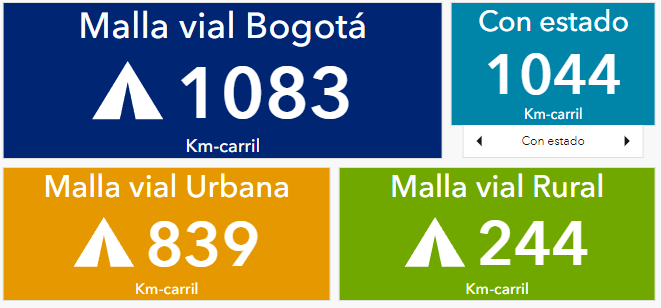 Malla vial Bogotá
1083
Km-carril
Con estado
1044
Km-carril
Con estado
Malla vial Urbana
839
Km-carril
Malla vial Rural
244
Km-carril